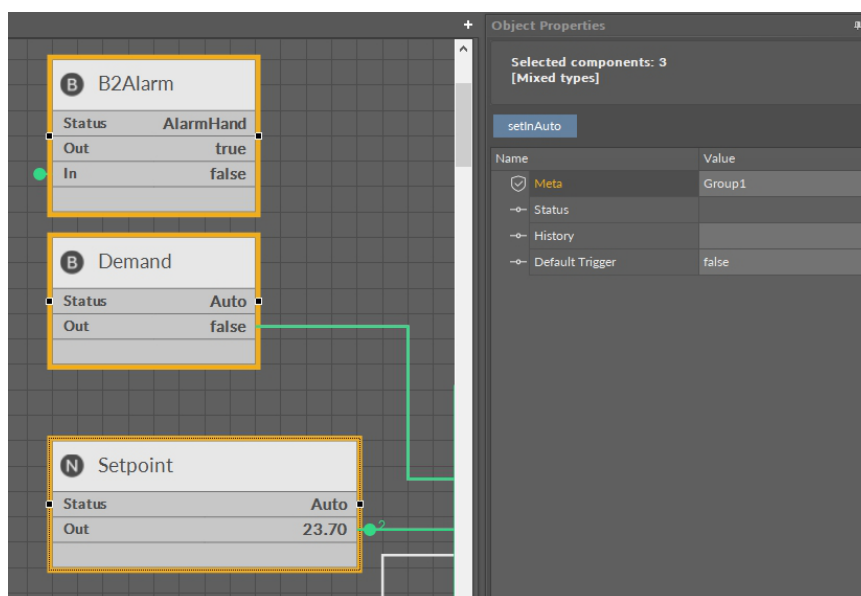 B B2Alarm
Status AlarmHand
Out true
In false
B Demand
Status Auto
Out false
N Setpoint
Status Auto
Out 23.70
2
+ Object Properties
Selected components: 3
[Mixed types]
setInAuto
Name Value
Meta Group1
Status
History
Default Trigger false